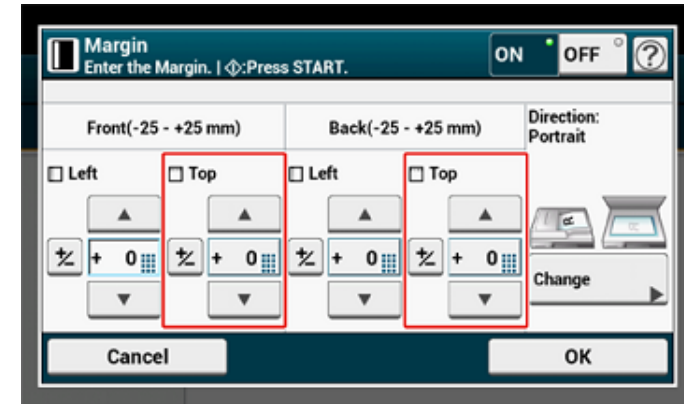 Margin
Enter the Margin. | :Press START.
ON
OFF
?
Front(-25 - +25 mm)
Back(-25 - +25 mm)
Direction:
Portrait
Left
Top
Left
Top
+ 0
+ 0
+ 0
+ 0
Change
Cancel
OK